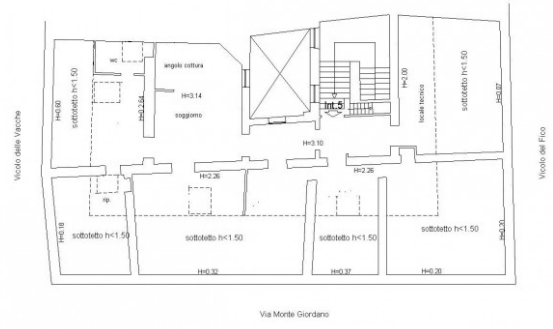 wc
angolo cottura
sottotetto h<1.50
H=2.00
sottotetto h<1.50
H=0.60
H=2.64
H=3.14
soggiorno
Int.5
locale tecnico
H=0.07
Vicolo delle Vacche
Vicolo del Fico
H=3.10
H=2.26
H=2.26
rip
H=0.18
sottotetto h<1.50
sottotetto h<1.50
sottotetto h<1.50
sottotetto h<1.50
H=0.20
H=0.32
H=0.37
H=0.20
Via Monte Giordano